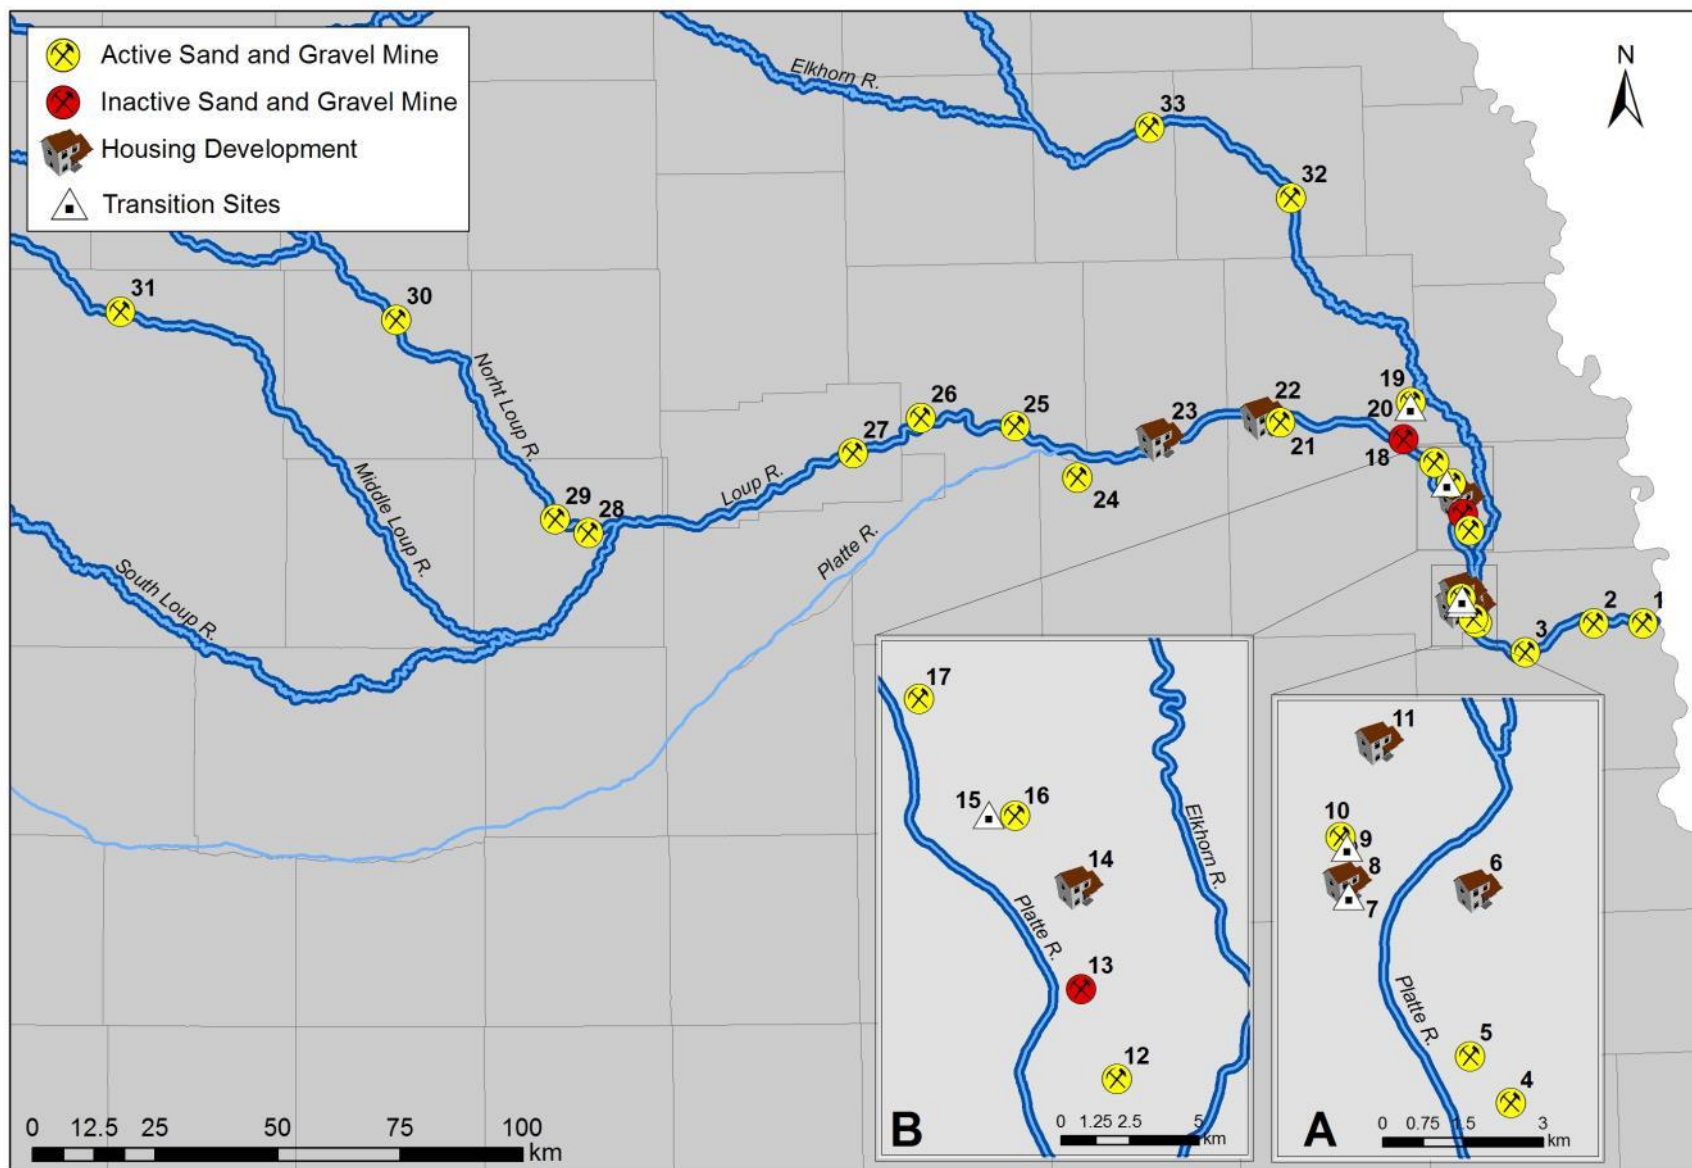 Active Sand and Gravel Mine
Inactive Sand and Gravel Mine
Housing Development
Transition Sites
N
Elkhorn R.
33
32
31
30
Norht Loup R.
Middle Loup R.
South Loup R.
29
28
Loup R.
27
26
25
24
Platte R.
23
22
21
20
19
18
3
2
1
17
15
16
14
Platte R.
Elkhorn R.
13
12
B
0 1.25 2.5 5
km
11
10
9
8
7
6
Platte R.
5
4
A
0 0.75 1.5 3
km
0 12.5 25 50 75 100
km